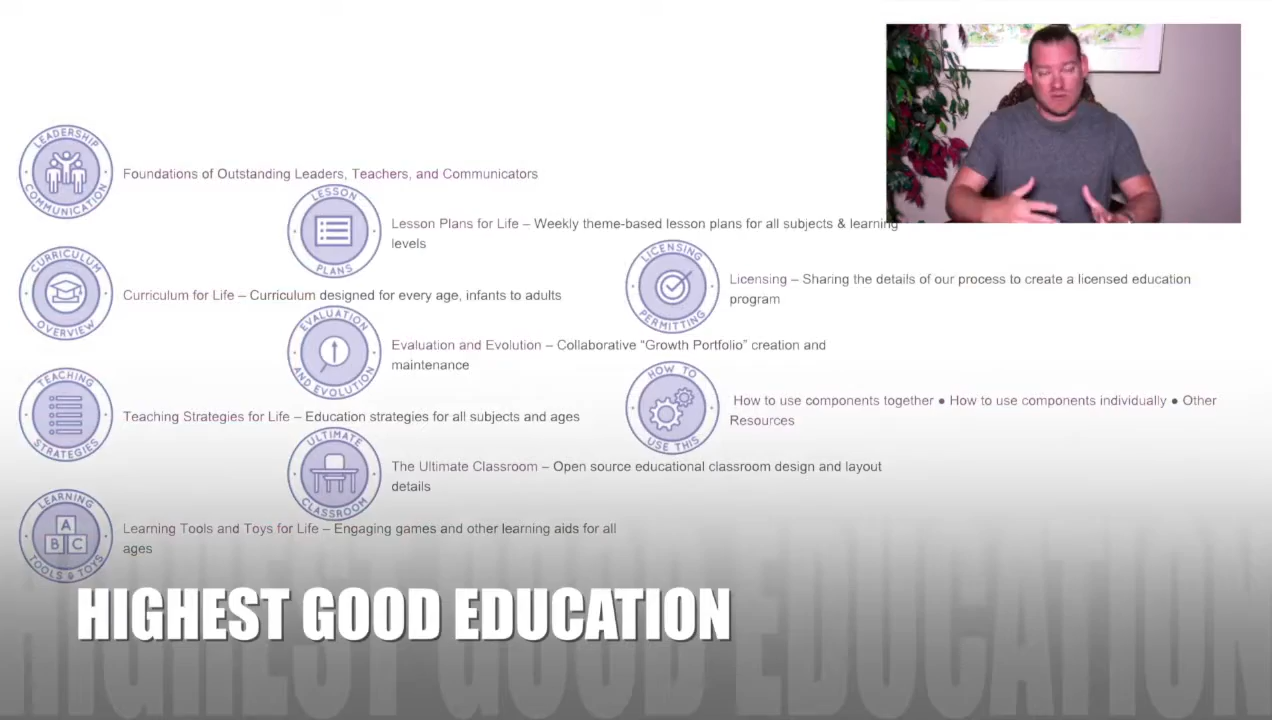 LEADERSHIP
COMMUNICATION
Foundations of Outstanding Leaders, Teachers, and Communicators
LESSON
PLANS
Lesson Plans for Life – Weekly theme-based lesson plans for all subjects & learning
levels
CURRICULUM
OVERVIEW
Curriculum for Life – Curriculum designed for every age, infants to adults
LICENSING
PERMITTING
Licensing – Sharing the details of our process to create a licensed education
program
EVALUATION
AND EVOLUTION
Evaluation and Evolution – Collaborative “Growth Portfolio” creation and
maintenance
TEACHING
STRATEGIES
Teaching Strategies for Life – Education strategies for all subjects and ages
HOW TO
USE THIS
How to use components together ● How to use components individually ● Other
Resources
ULTIMATE
CLASSROOM
The Ultimate Classroom – Open source educational classroom design and layout
details
LEARNING
A
B C
TOOLS & TOYS
Learning Tools and Toys for Life – Engaging games and other learning aids for all
ages
HIGHEST GOOD EDUCATION
HIGHEST GOOD EDUCATION